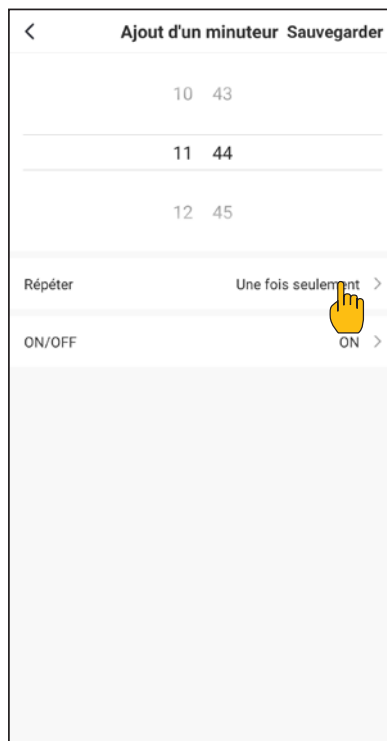 Ajout d'un minuteur Sauvegarder
10 43
11 44
12 45
Répéter Une fois seulement
ON/OFF ON